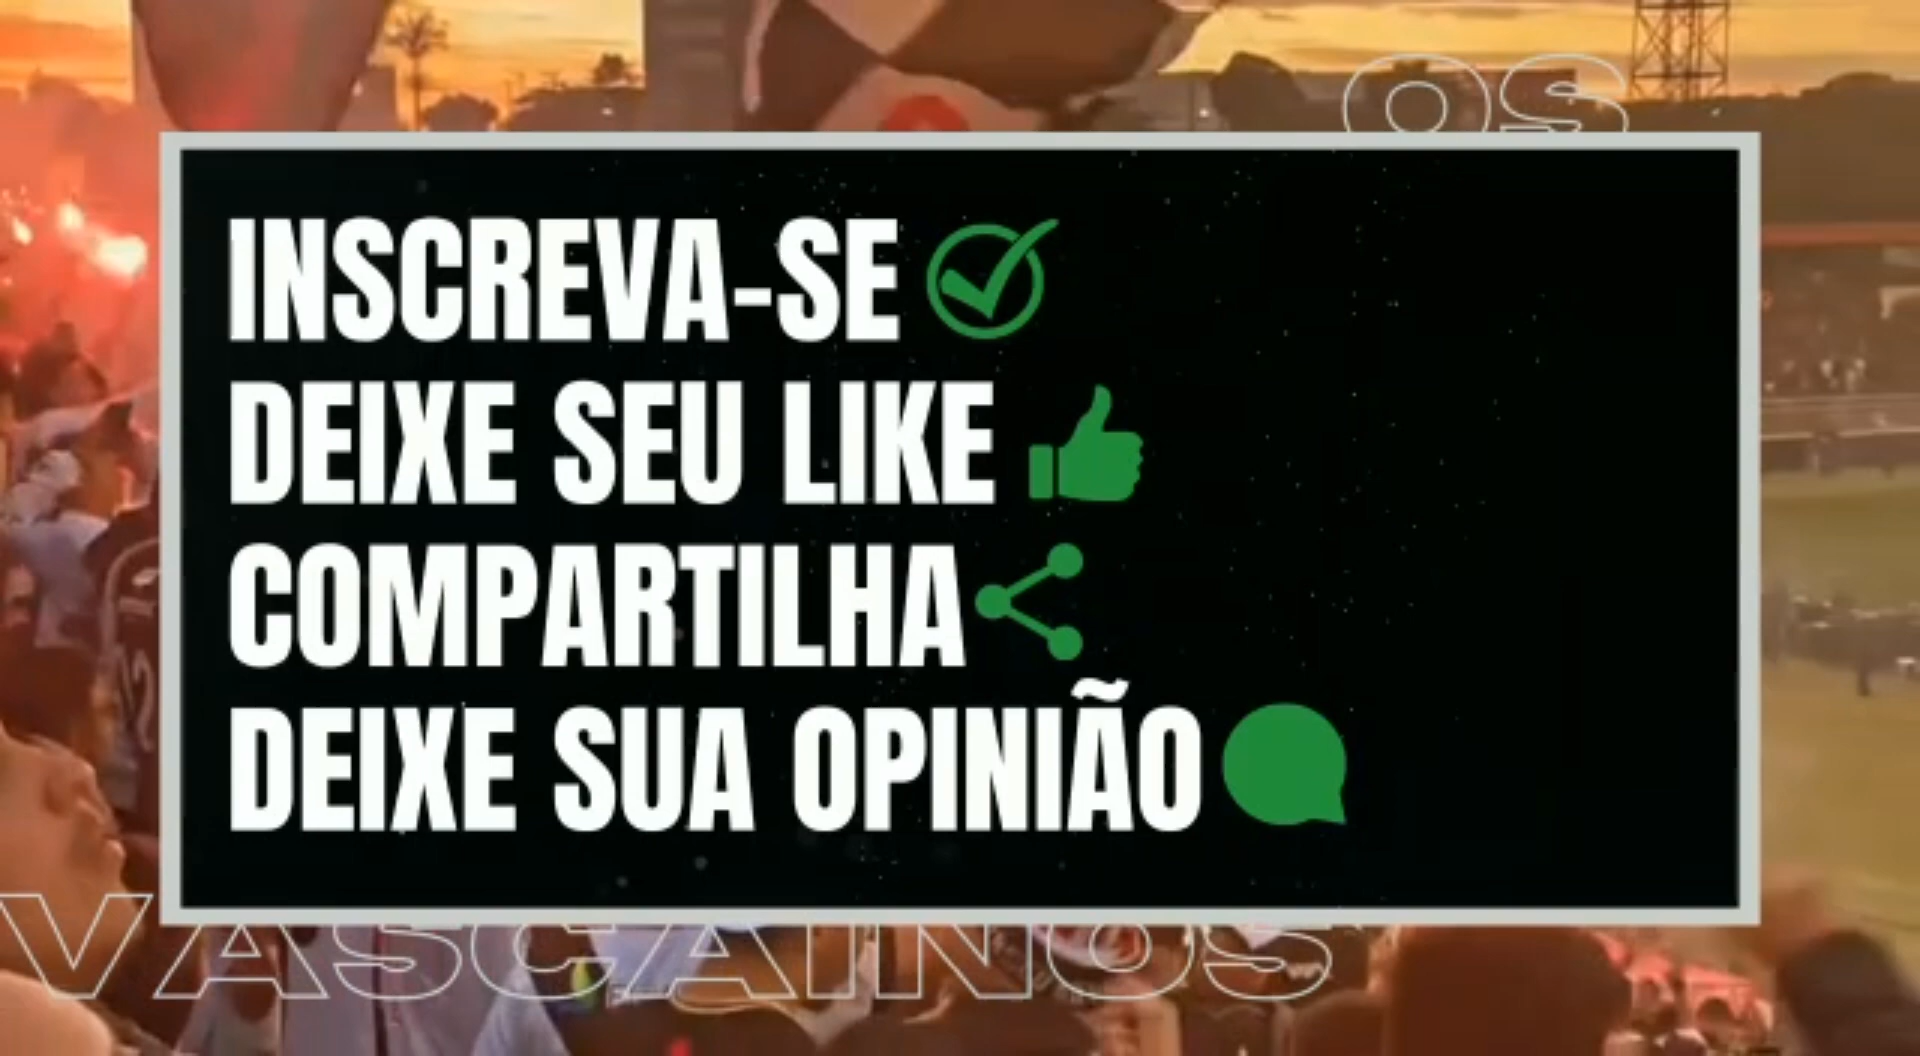 OS
INSCREVA-SE
DEIXE SEU LIKE
COMPARTILHA
DEIXE SUA OPINIÃO
VASCAINOS